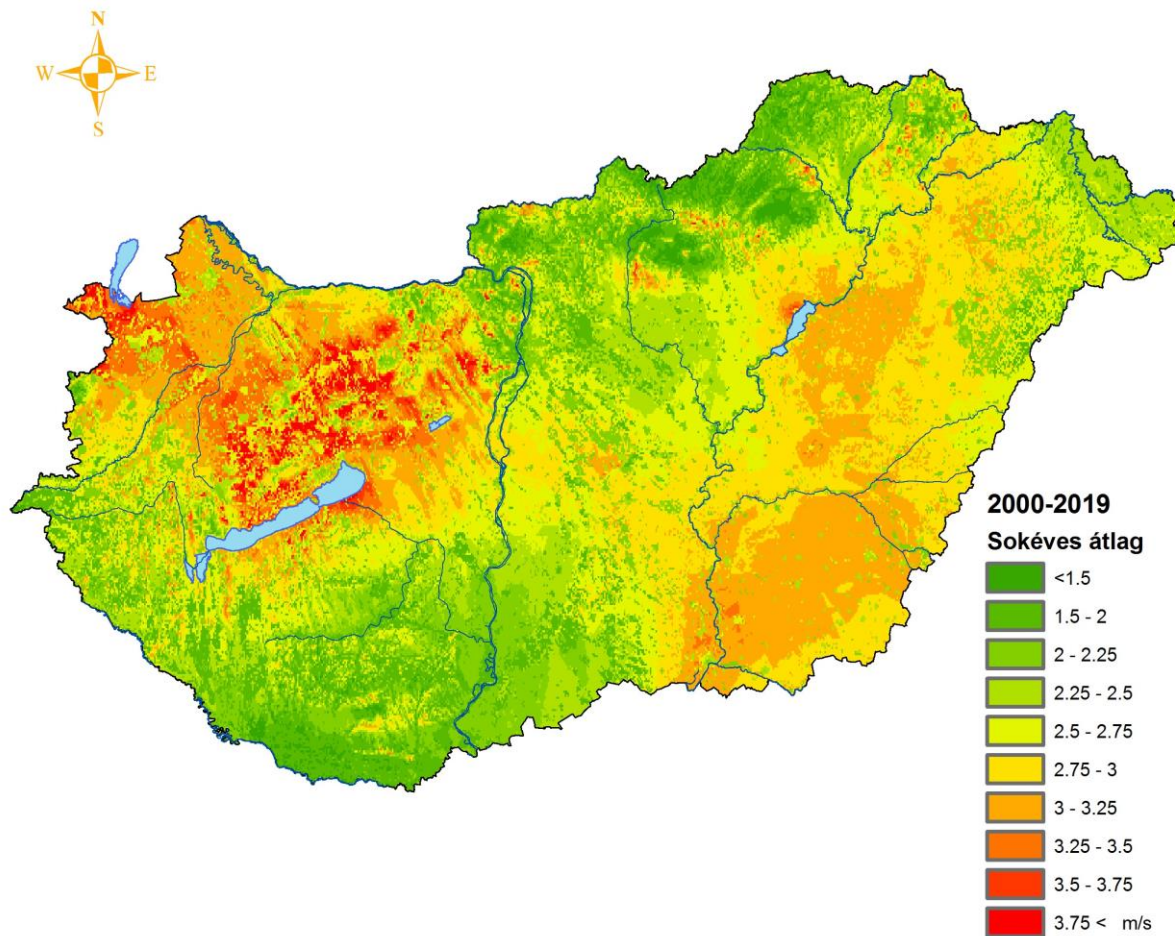 N
W E
S
2000-2019
Sokéves átlag
<1.5
1.5 - 2
2 - 2.25
2.25 - 2.5
2.5 - 2.75
2.75 - 3
3 - 3.25
3.25 - 3.5
3.5 - 3.75
3.75 < m/s